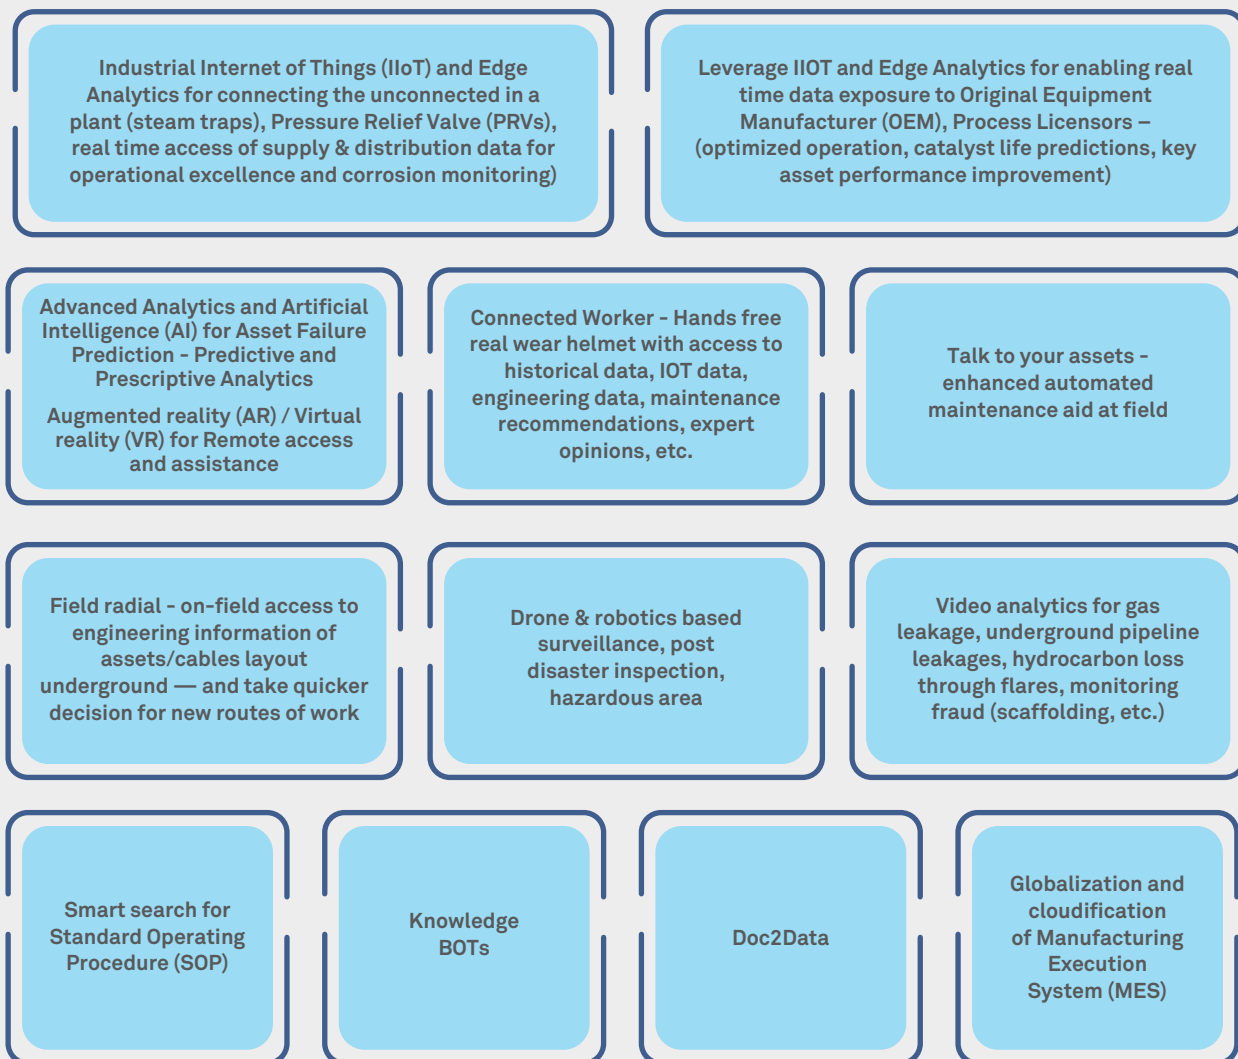 Industrial Internet of Things (IIoT) and Edge
Analytics for connecting the unconnected in a
plant (steam traps), Pressure Relief Valve (PRVs),
real time access of supply & distribution data for
operational excellence and corrosion monitoring)
Leverage IIOT and Edge Analytics for enabling real
time data exposure to Original Equipment
Manufacturer (OEM), Process Licensors –
(optimized operation, catalyst life predictions, key
asset performance improvement)
Advanced Analytics and Artificial
Intelligence (AI) for Asset Failure
Prediction - Predictive and
Prescriptive Analytics
Augmented reality (AR) / Virtual
reality (VR) for Remote access
and assistance
Connected Worker - Hands free
real wear helmet with access to
historical data, IOT data,
engineering data, maintenance
recommendations, expert
opinions, etc.
Talk to your assets -
enhanced automated
maintenance aid at field
Field radial - on-field access to
engineering information of
assets/cables layout
underground — and take quicker
decision for new routes of work
Drone & robotics based
surveillance, post
disaster inspection,
hazardous area
Video analytics for gas
leakage, underground pipeline
leakages, hydrocarbon loss
through flares, monitoring
fraud (scaffolding, etc.)
Smart search for
Standard Operating
Procedure (SOP)
Knowledge
BOTs
Doc2Data
Globalization and
cloudification
of Manufacturing
Execution
System (MES)